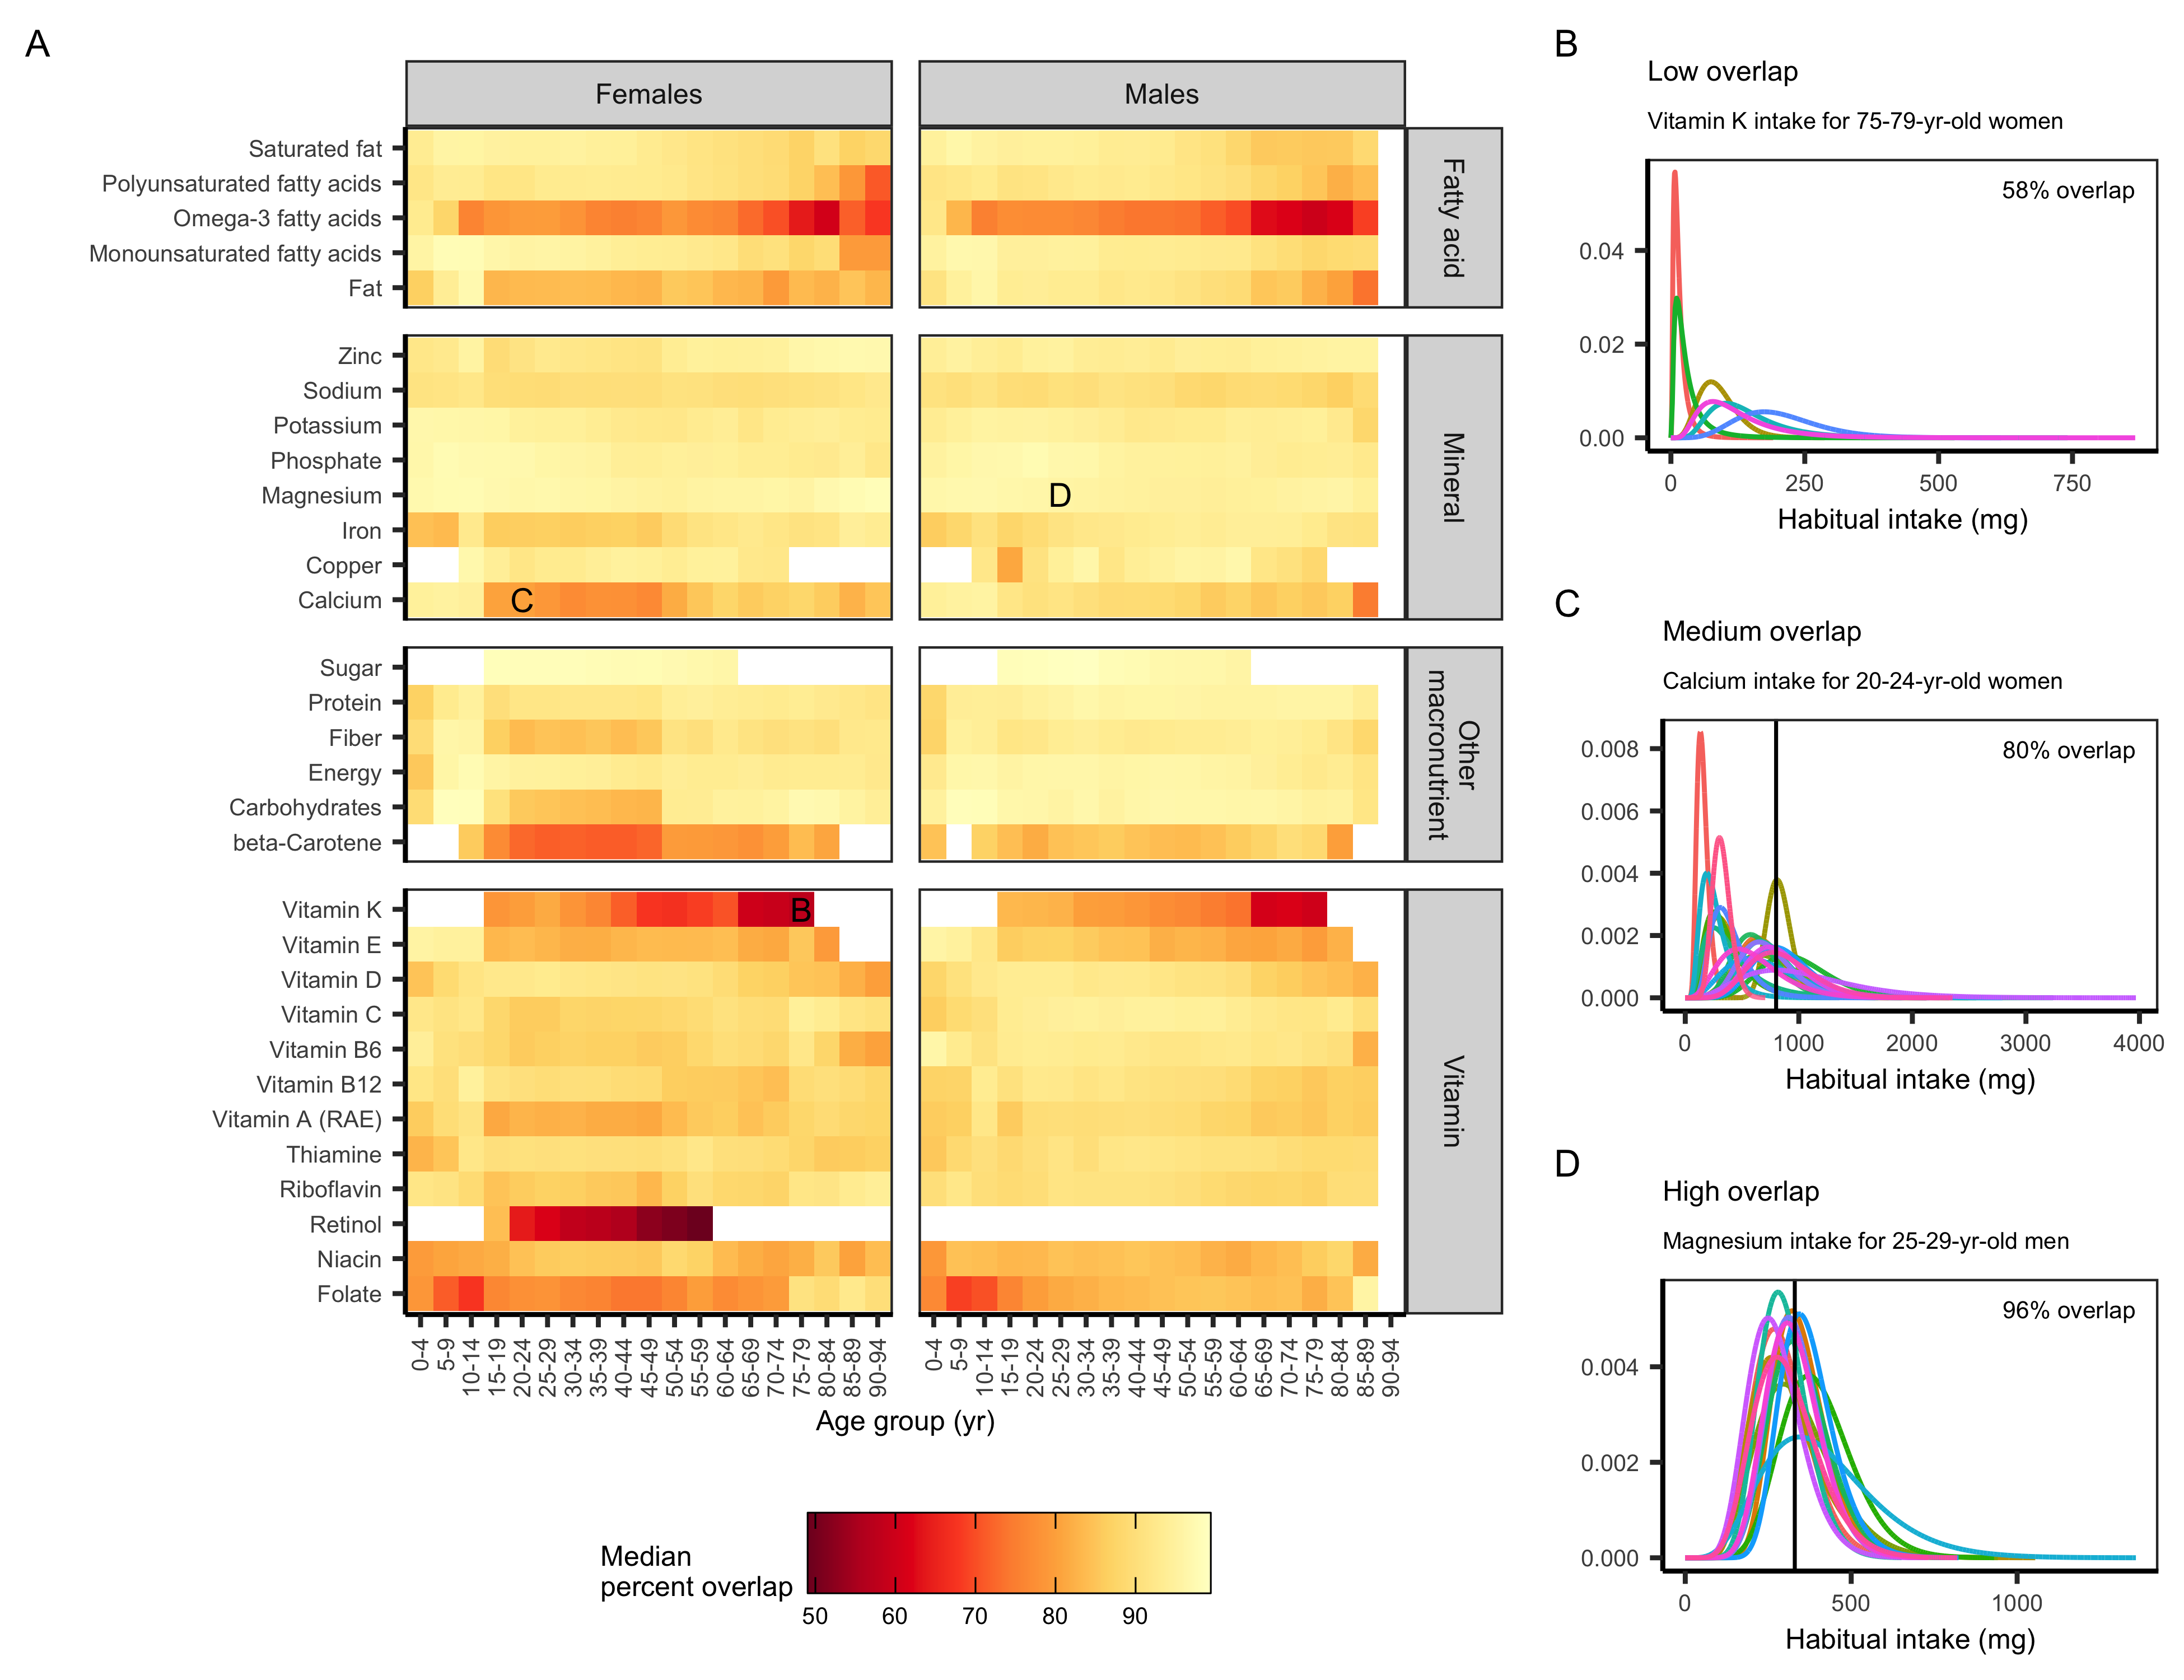 A
Females
Males
Saturated fat
Polyunsaturated fatty acids
Omega-3 fatty acids
Monounsaturated fatty acids
Fat
Fatty acid
Zinc
Sodium
Potassium
Phosphate
Magnesium
D
Iron
Copper
Calcium
C
Mineral
Sugar
Protein
Fiber
Energy
Carbohydrates
beta-Carotene
Other
macronutrient
Vitamin K
B
Vitamin E
Vitamin D
Vitamin C
Vitamin B6
Vitamin B12
Vitamin A (RAE)
Thiamine
Riboflavin
Retinol
Niacin
Folate
Vitamin
0-4 5-9 10-14 15-19 20-24 25-29 30-34 35-39 40-44 45-49 50-54 55-59 65-69 70-74 75-79 80-84 85-89 90-94
0-4 5-9 10-14 15-19 20-24 25-29 30-34 35-39 40-44 45-49 50-54 55-59 60-64 65-69 70-74 75-79 80-84 85-89 90-94
Age group (yr)
Median
percent overlap
50 60 70 80 90
B
Low overlap
Vitamin K intake for 75-79-yr-old women
58% overlap
0.04
0.02
0.00
0 250 500 750
Habitual intake (mg)
C
Medium overlap
Calcium intake for 20-24-yr-old women
80% overlap
0.008
0.006
0.004
0.002
0.000
0 1000 2000 3000 4000
Habitual intake (mg)
D
High overlap
Magnesium intake for 25-29-yr-old men
96% overlap
0.004
0.002
0.000
0 500 1000
Habitual intake (mg)